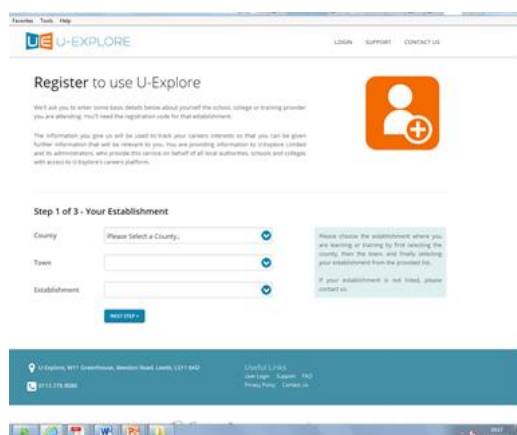 Favorites Tools Help
UE U-EXPLORE
LOGIN SUPPORT CONTACT US
Register to use U-Explore
We'll ask you to enter some basic details below about yourself the school, college or training provider
you are attending. You'll need the registration code for that establishment.
The information you give us will be used to track your careers interests so that you can be given
further information that will be relevant to you. You are providing information to U-Explore Limited
and its administrators, who provide this service on behalf of all local authorities, schools and colleges
with access to U-Explore's careers platform.
Step 1 of 3 - Your Establishment
County
Please Select a County..
Town
Establishment
Please choose the establishment where you
are learning or training by first selecting the
county, then the town, and finally selecting
your establishment from the provided list.
If your establishment is not listed, please
contact us.
NEXT STEP >
U-Explore, W11 Greenhouse, Beeston Road, Leeds, LS11 6AD
0113 278 8080
Useful Links
User Login Support FAQ
Privacy Policy Contact Us